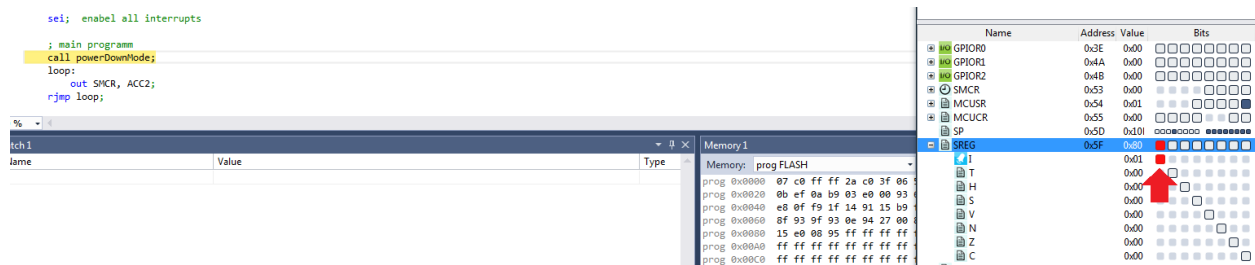 sei;  enabel all interrupts
; main programm
call powerDownMode;
loop:
out SMCR, ACC2;
rjmp loop;
%
tch 1
Name Value Type
Memory 1
Memory: prog FLASH
prog 0x0000 07 c0 ff ff 2a c0 3f 06
prog 0x0020 0b ef 0a b9 03 e0 00 93
e8 0f f9 1f 14 91 15 b9
prog 0x0060 8f 93 9f 93 0e 94 27 00
prog 0x0080 15 e0 08 95 ff ff ff ff
prog 0x00A0 ff ff ff ff ff ff ff ff
prog 0x00C0 ff ff ff ff ff ff ff ff
Name Address Value Bits
I/O GPIOR0 0x3E 0x00
I/O GPIOR1 0x4A 0x00
I/O GPIOR2 0x4B 0x00
SMCR 0x53 0x00
MCUSR 0x54 0x01
MCUCR 0x55 0x00
SP 0x5D 0x10
SREG 0x5F 0x80
I 0x01
T 0x00
H 0x00
S 0x00
V 0x00
N 0x00
Z 0x00
C 0x00